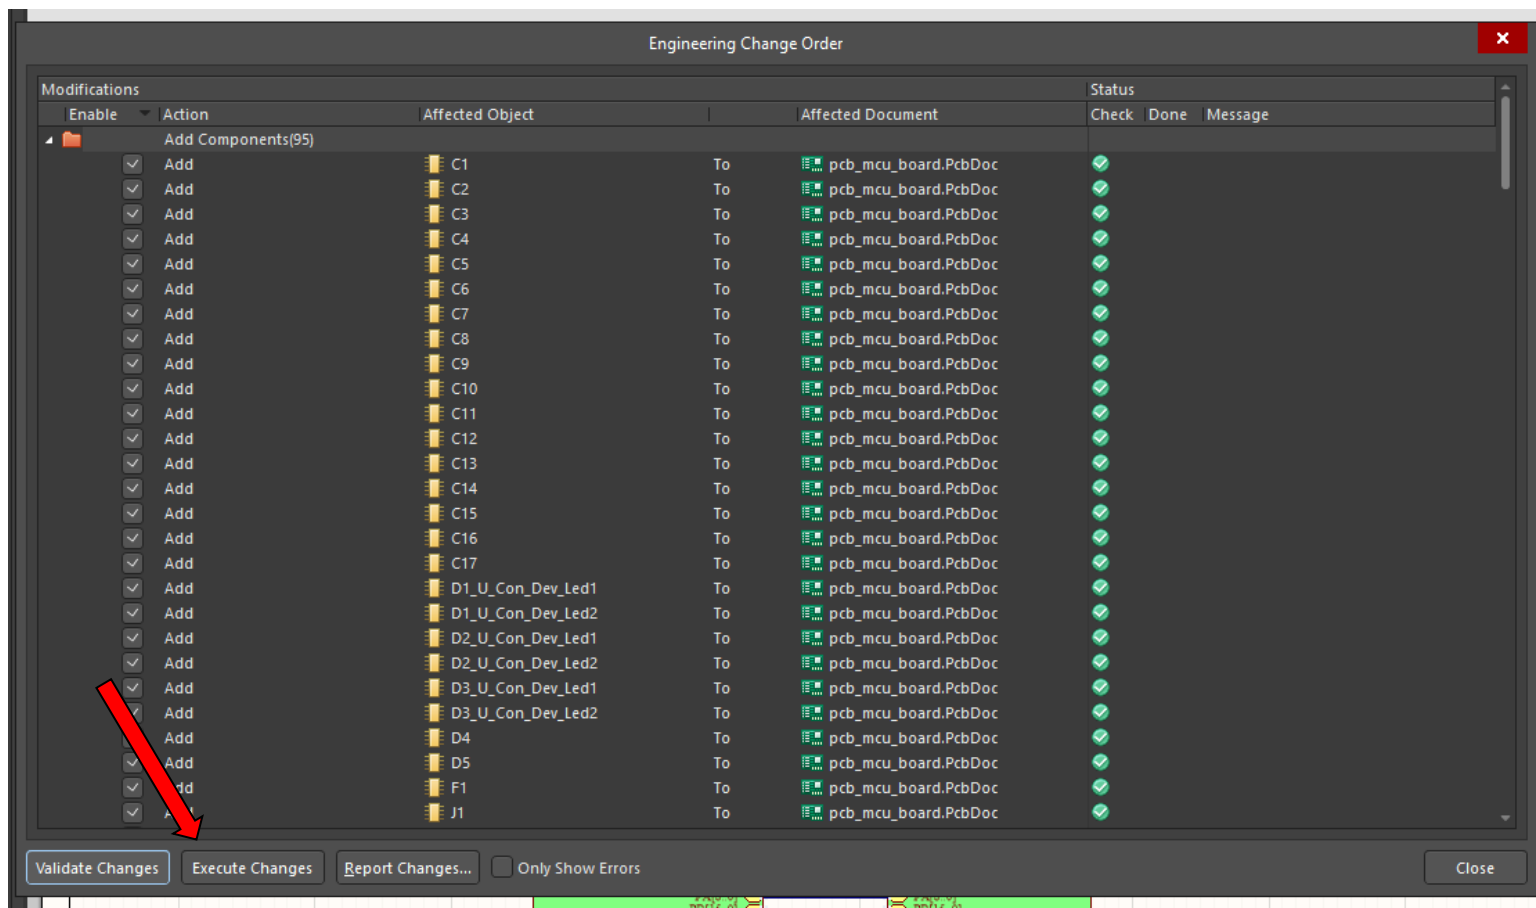 Engineering Change Order
Modifications Status
Enable Action Affected Object Affected Document Check Done Message
Add Components(95)
Add C1 To pcb_mcu_board.PcbDoc
Add C2 To pcb_mcu_board.PcbDoc
Add C3 To pcb_mcu_board.PcbDoc
Add C4 To pcb_mcu_board.PcbDoc
Add C5 To pcb_mcu_board.PcbDoc
Add C6 To pcb_mcu_board.PcbDoc
Add C7 To pcb_mcu_board.PcbDoc
Add C8 To pcb_mcu_board.PcbDoc
Add C9 To pcb_mcu_board.PcbDoc
Add C10 To pcb_mcu_board.PcbDoc
Add C11 To pcb_mcu_board.PcbDoc
Add C12 To pcb_mcu_board.PcbDoc
Add C13 To pcb_mcu_board.PcbDoc
Add C14 To pcb_mcu_board.PcbDoc
Add C15 To pcb_mcu_board.PcbDoc
Add C16 To pcb_mcu_board.PcbDoc
Add C17 To pcb_mcu_board.PcbDoc
Add D1_U_Con_Dev_Led1 To pcb_mcu_board.PcbDoc
Add D1_U_Con_Dev_Led2 To pcb_mcu_board.PcbDoc
Add D2_U_Con_Dev_Led1 To pcb_mcu_board.PcbDoc
Add D2_U_Con_Dev_Led2 To pcb_mcu_board.PcbDoc
Add D3_U_Con_Dev_Led1 To pcb_mcu_board.PcbDoc
Add D3_U_Con_Dev_Led2 To pcb_mcu_board.PcbDoc
Add D4 To pcb_mcu_board.PcbDoc
Add D5 To pcb_mcu_board.PcbDoc
Add F1 To pcb_mcu_board.PcbDoc
Add J1 To pcb_mcu_board.PcbDoc
Validate Changes Execute Changes Report Changes... Only Show Errors Close